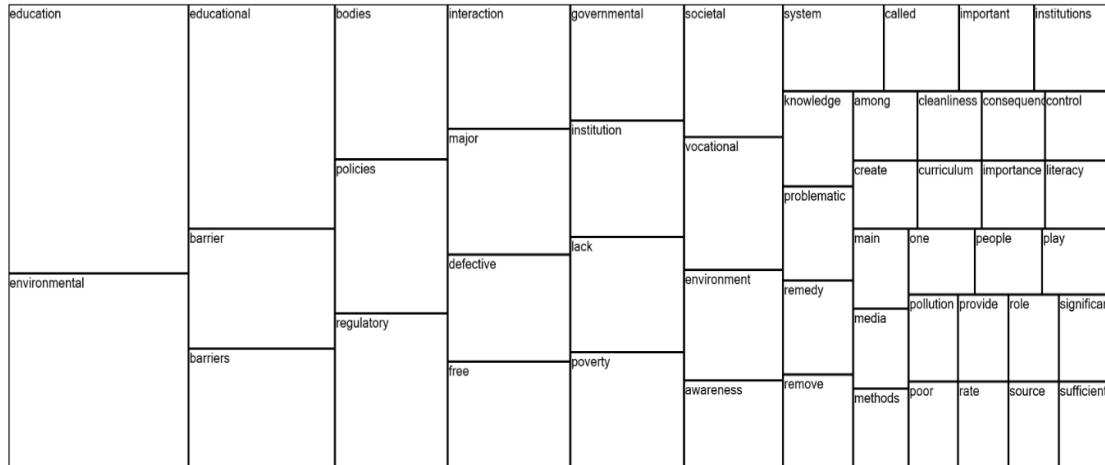 education
environmental
educational
barrier
barriers
bodies
policies
regulatory
interaction
major
defective
free
governmental
institution
lack
poverty
societal
vocational
environment
awareness
system
called
important
institutions
knowledge
problematic
remedy
remove
among
cleanliness
consequenc
control
create
curriculum
importance
literacy
main
media
methods
one
people
play
pollution
provide
role
significan
poor
rate
source
sufficient